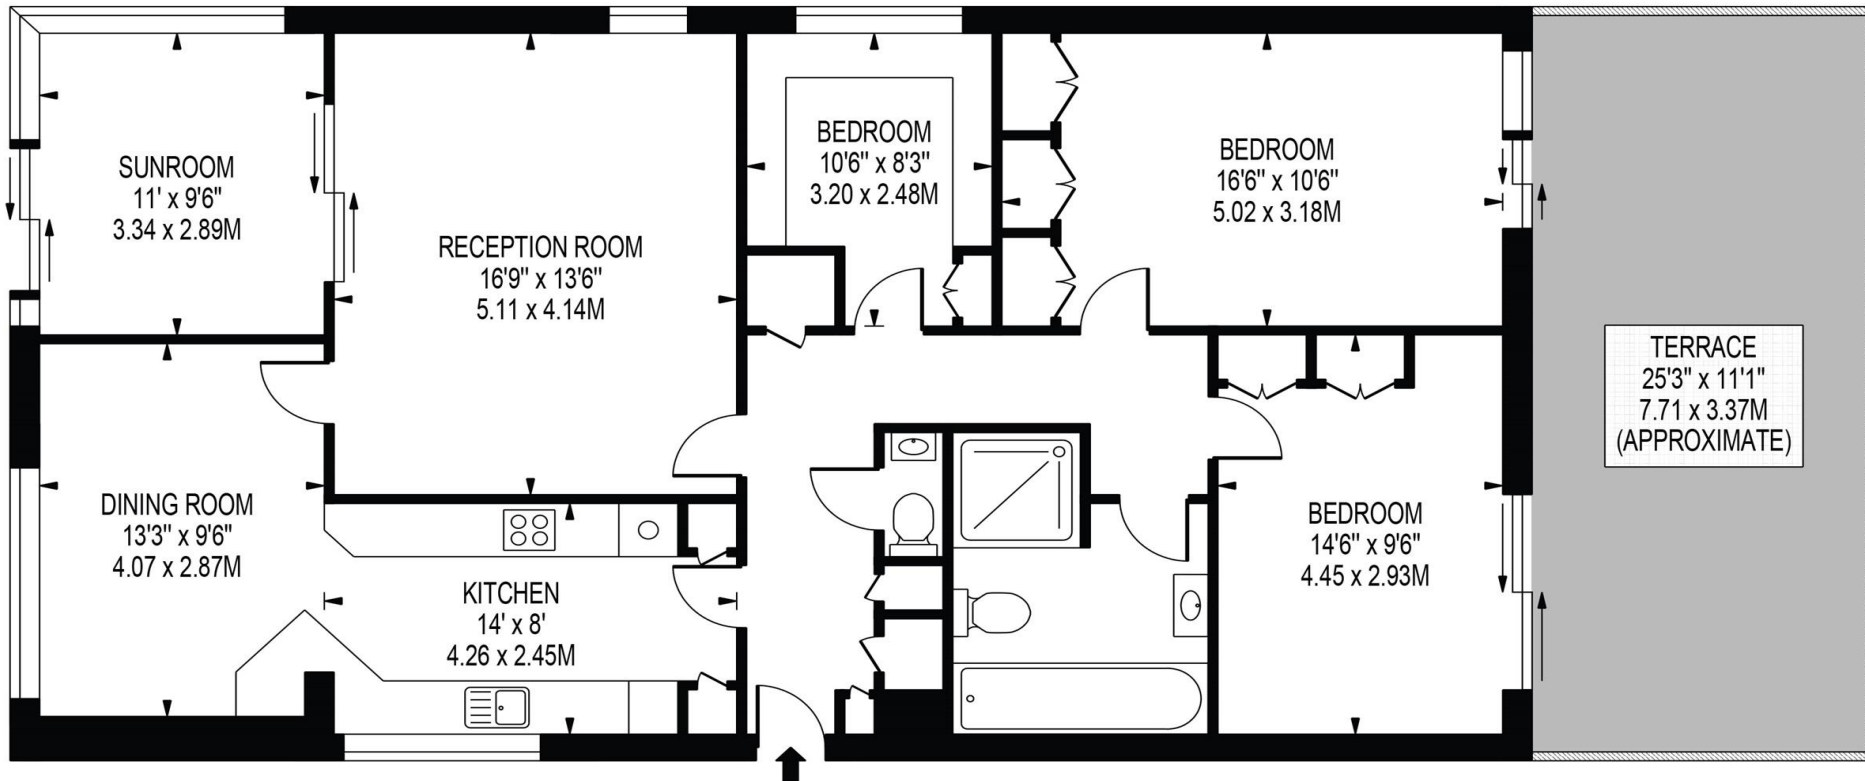 SUNROOM
11' x 9'6"
3.34 x 2.89M
RECEPTION ROOM
16'9" x 13'6"
5.11 x 4.14M
BEDROOM
10'6" x 8'3"
3.20 x 2.48M
BEDROOM
16'6" x 10'6"
5.02 x 3.18M
TERRACE
25'3" x 11'1"
7.71 x 3.37M
(APPROXIMATE)
DINING ROOM
13'3" x 9'6"
4.07 x 2.87M
KITCHEN
14' x 8'
4.26 x 2.45M
BEDROOM
14'6" x 9'6"
4.45 x 2.93M